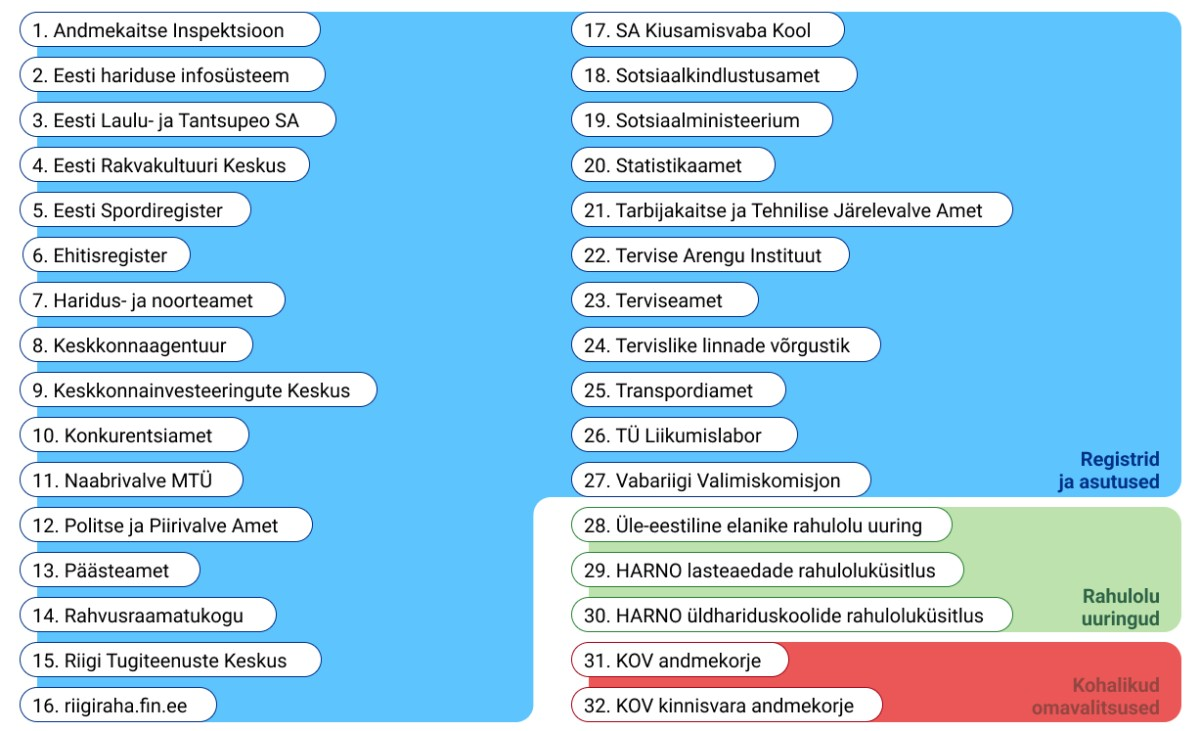 1. Andmekaitse Inspektsioon
2. Eesti hariduse infosüsteem
3. Eesti Laulu- ja Tantsupeo SA
4. Eesti Rakvakultuuri Keskus
5. Eesti Spordiregister
6. Ehitisregister
7. Haridus- ja noorteamet
8. Keskkonnaagentuur
9. Keskkonnainvesteeringute Keskus
10. Konkurentsiamet
11. Naabrivalve MTÜ
12. Politse ja Piirivalve Amet
13. Päästeamet
14. Rahvusraamatukogu
15. Riigi Tugiteenuste Keskus
16. riigiraha.fin.ee
17. SA Kiusamisvaba Kool
18. Sotsiaalkindlustusamet
19. Sotsiaalministeerium
20. Statistikaamet
21. Tarbijakaitse ja Tehnilise Järelevalve Amet
22. Tervise Arengu Instituut
23. Terviseamet
24. Tervislike linnade võrgustik
25. Transpordiamet
26. TÜ Liikumislabor
27. Vabariigi Valimiskomisjon
Registrid
ja asutused
28. Üle-eestiline elanike rahulolu uuring
29. HARNO lasteaedade rahuloluküsitlus
30. HARNO üldhariduskoolide rahuloluküsitlus
Rahulolu
uuringud
31. KOV andmekorje
32. KOV kinnisvara andmekorje
Kohalikud
omavalitsused